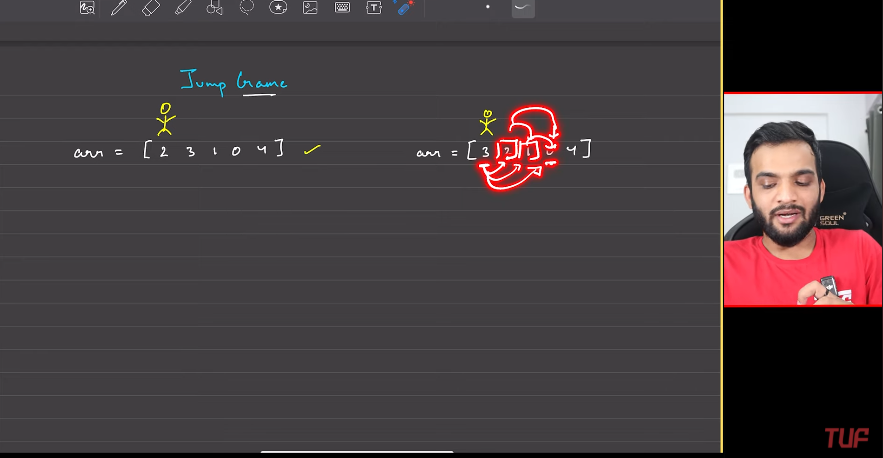 Jump Game
arr = [ 2 3 1 0 4 ] ✓
arr = [ 3 2 1 0 4 ]
GREEN
SOUL
TUF